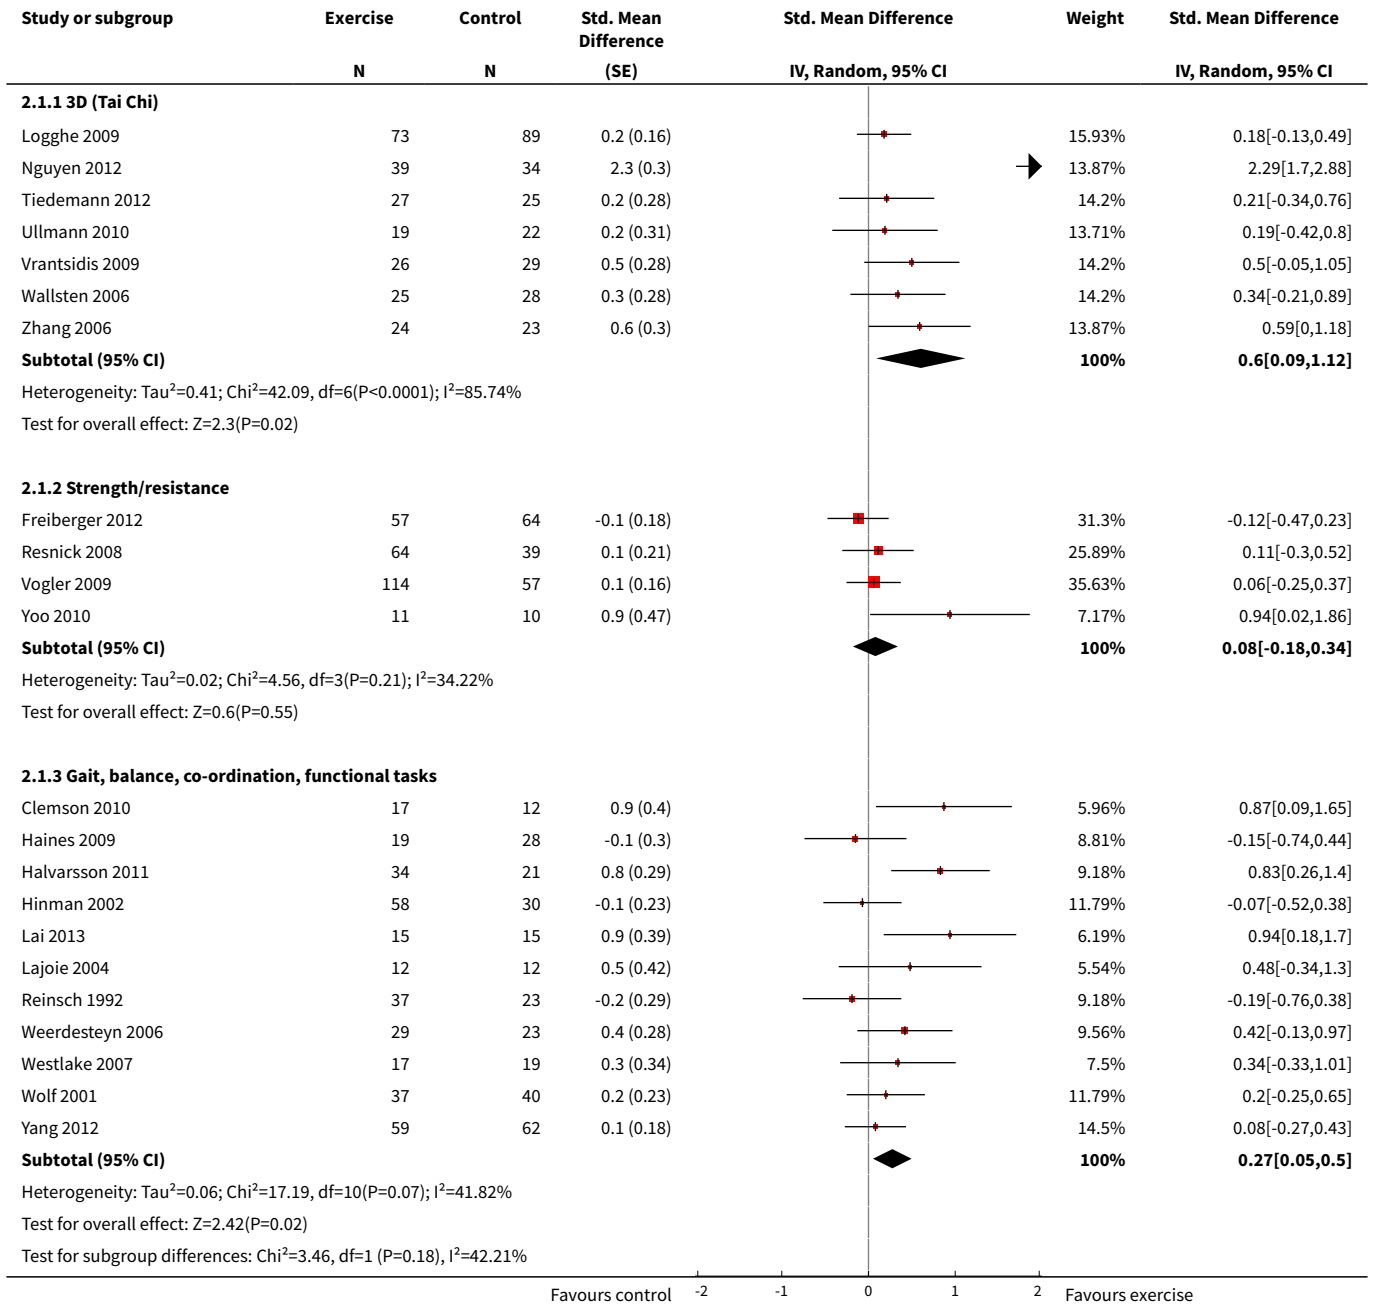 Study or subgroup Exercise Control Std. Mean Difference Std. Mean Difference Weight Std. Mean Difference
N N (SE) IV, Random, 95% CI IV, Random, 95% CI
2.1.1 3D (Tai Chi)
Logghe 2009 73 89 0.2 (0.16) 15.93% 0.18[-0.13,0.49]
Nguyen 2012 39 34 2.3 (0.3) 13.87% 2.29[1.7,2.88]
Tiedemann 2012 27 25 0.2 (0.28) 14.2% 0.21[-0.34,0.76]
Ullmann 2010 19 22 0.2 (0.31) 13.71% 0.19[-0.42,0.8]
Vrantsidis 2009 26 29 0.5 (0.28) 14.2% 0.5[-0.05,1.05]
Wallsten 2006 25 28 0.3 (0.28) 14.2% 0.34[-0.21,0.89]
Zhang 2006 24 23 0.6 (0.3) 13.87% 0.59[0,1.18]
Subtotal (95% CI) 100% 0.6[0.09,1.12]
Heterogeneity: Tau²=0.41; Chi²=42.09, df=6(P<0.0001); I²=85.74%
Test for overall effect: Z=2.3(P=0.02)
2.1.2 Strength/resistance
Freiberger 2012 57 64 -0.1 (0.18) 31.3% -0.12[-0.47,0.23]
Resnick 2008 64 39 0.1 (0.21) 25.89% 0.11[-0.3,0.52]
Vogler 2009 114 57 0.1 (0.16) 35.63% 0.06[-0.25,0.37]
Yoo 2010 11 10 0.9 (0.47) 7.17% 0.94[0.02,1.86]
Subtotal (95% CI) 100% 0.08[-0.18,0.34]
Heterogeneity: Tau²=0.02; Chi²=4.56, df=3(P=0.21); I²=34.22%
Test for overall effect: Z=0.6(P=0.55)
2.1.3 Gait, balance, co-ordination, functional tasks
Clemson 2010 17 12 0.9 (0.4) 5.96% 0.87[0.09,1.65]
Haines 2009 19 28 -0.1 (0.3) 8.81% -0.15[-0.74,0.44]
Halvarsson 2011 34 21 0.8 (0.29) 9.18% 0.83[0.26,1.4]
Hinman 2002 58 30 -0.1 (0.23) 11.79% -0.07[-0.52,0.38]
Lai 2013 15 15 0.9 (0.39) 6.19% 0.94[0.18,1.7]
Lajoie 2004 12 12 0.5 (0.42) 5.54% 0.48[-0.34,1.3]
Reinsch 1992 37 23 -0.2 (0.29) 9.18% -0.19[-0.76,0.38]
Weerdesteyn 2006 29 23 0.4 (0.28) 9.56% 0.42[-0.13,0.97]
Westlake 2007 17 19 0.3 (0.34) 7.5% 0.34[-0.33,1.01]
Wolf 2001 37 40 0.2 (0.23) 11.79% 0.2[-0.25,0.65]
Yang 2012 59 62 0.1 (0.18) 14.5% 0.08[-0.27,0.43]
Subtotal (95% CI) 100% 0.27[0.05,0.5]
Heterogeneity: Tau²=0.06; Chi²=17.19, df=10(P=0.07); I²=41.82%
Test for overall effect: Z=2.42(P=0.02)
Test for subgroup differences: Chi²=3.46, df=1 (P=0.18), I²=42.21%
Favours control -2 -1 0 1 2 Favours exercise